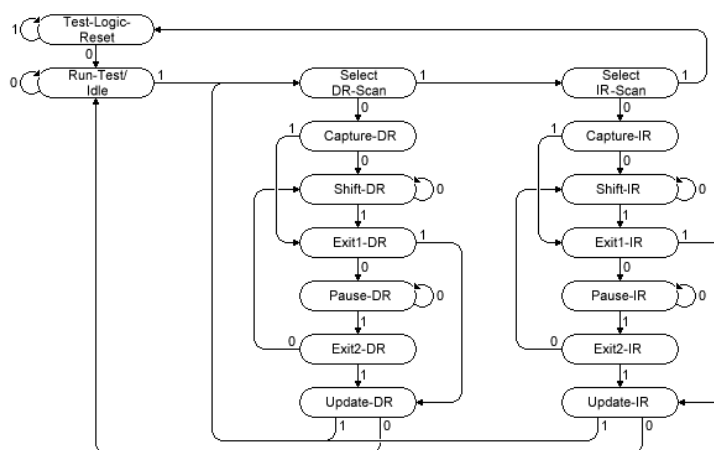 Test-Logic-
Reset
1
0
Run-Test/
Idle
0
1
Select
DR-Scan
1
0
Select
IR-Scan
1
0
1
Capture-DR
0
1
Capture-IR
0
Shift-DR
0
1
Shift-IR
0
1
Exit1-DR
1
0
Exit1-IR
1
0
Pause-DR
0
1
Pause-IR
0
1
0
Exit2-DR
1
0
Exit2-IR
1
Update-DR
1
0
Update-IR
1
0